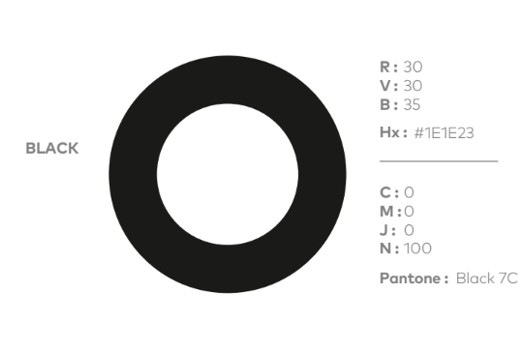 BLACK
R : 30
V : 30
B : 35
Hx : #1E1E23
C : 0
M : 0
J : 0
N : 100
Pantone : Black 7C